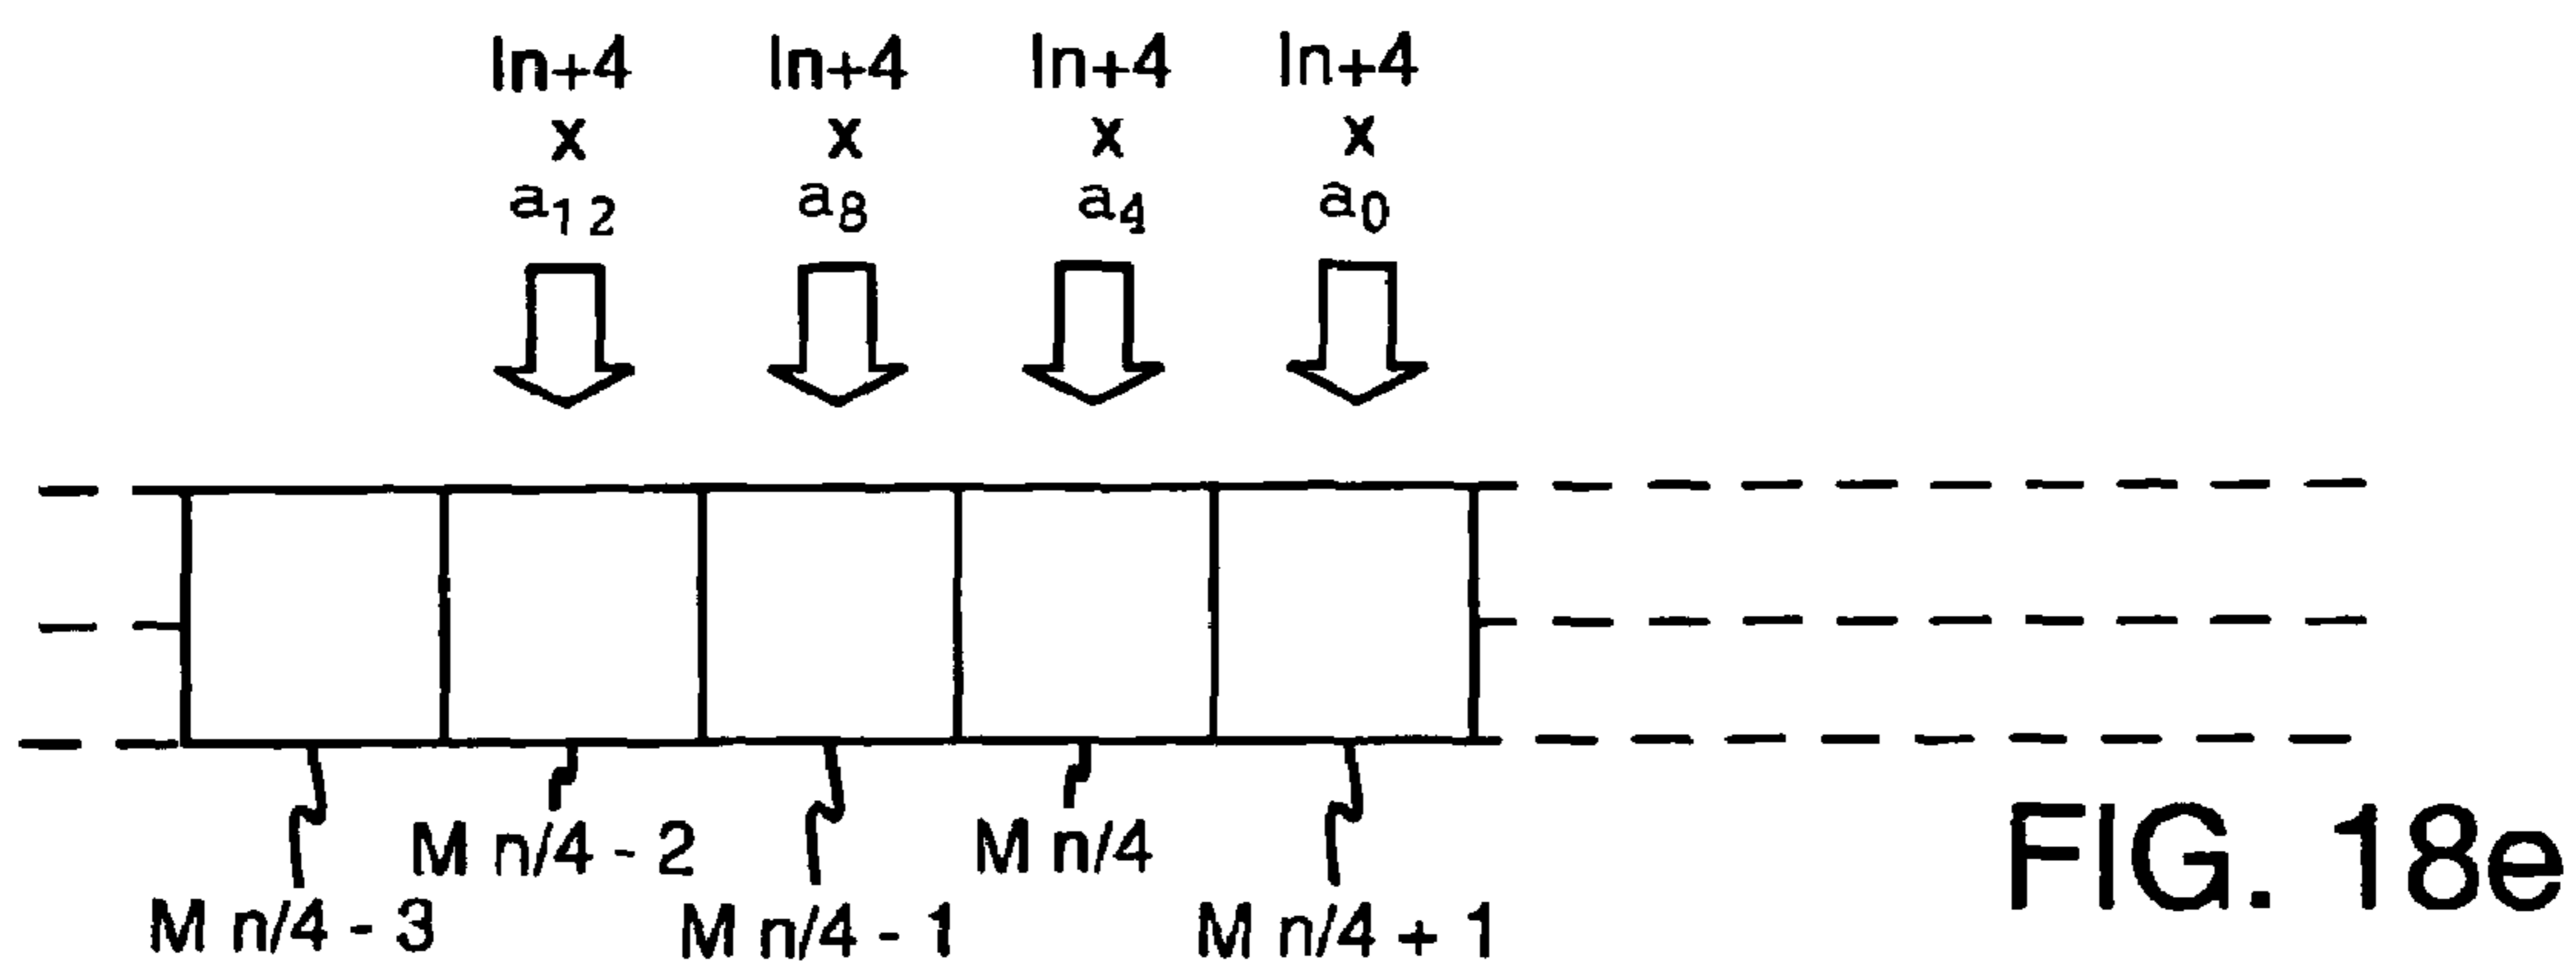 In+4 In+4 In+4 In+4
x x x x
a12 a8 a4 a0
M n/4 - 2 M n/4
M n/4 - 3 M n/4 - 1 M n/4 + 1
FIG. 18e